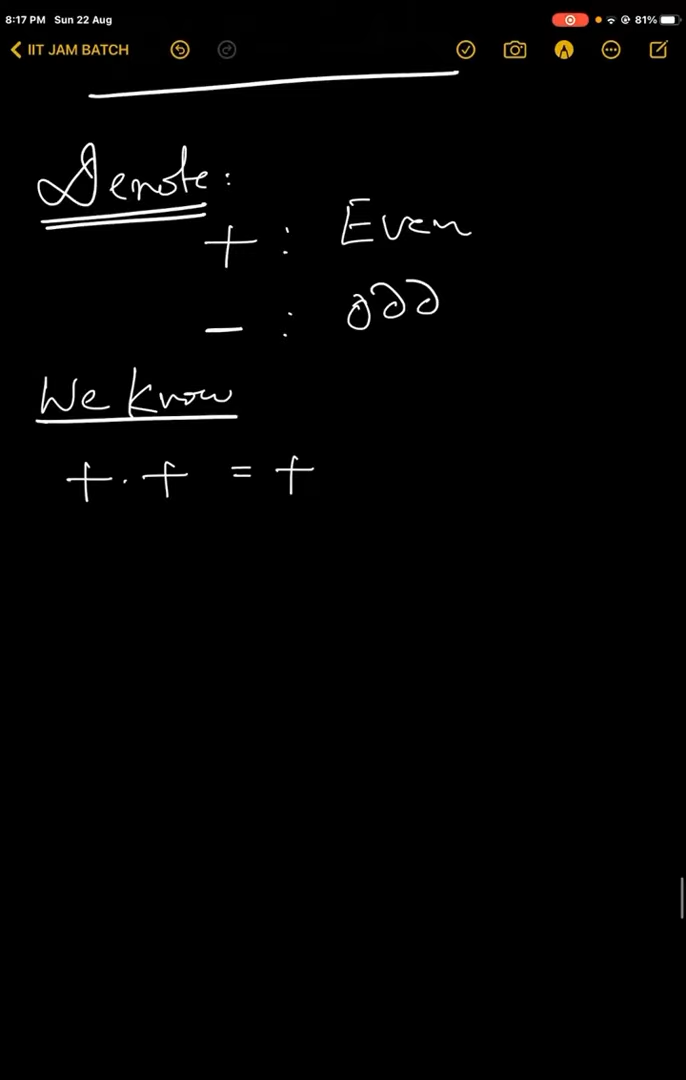 8:17 PM Sun 22 Aug 81%
IIT JAM BATCH
Denote:
+ : Even
- : odd
We know
+ . + = +